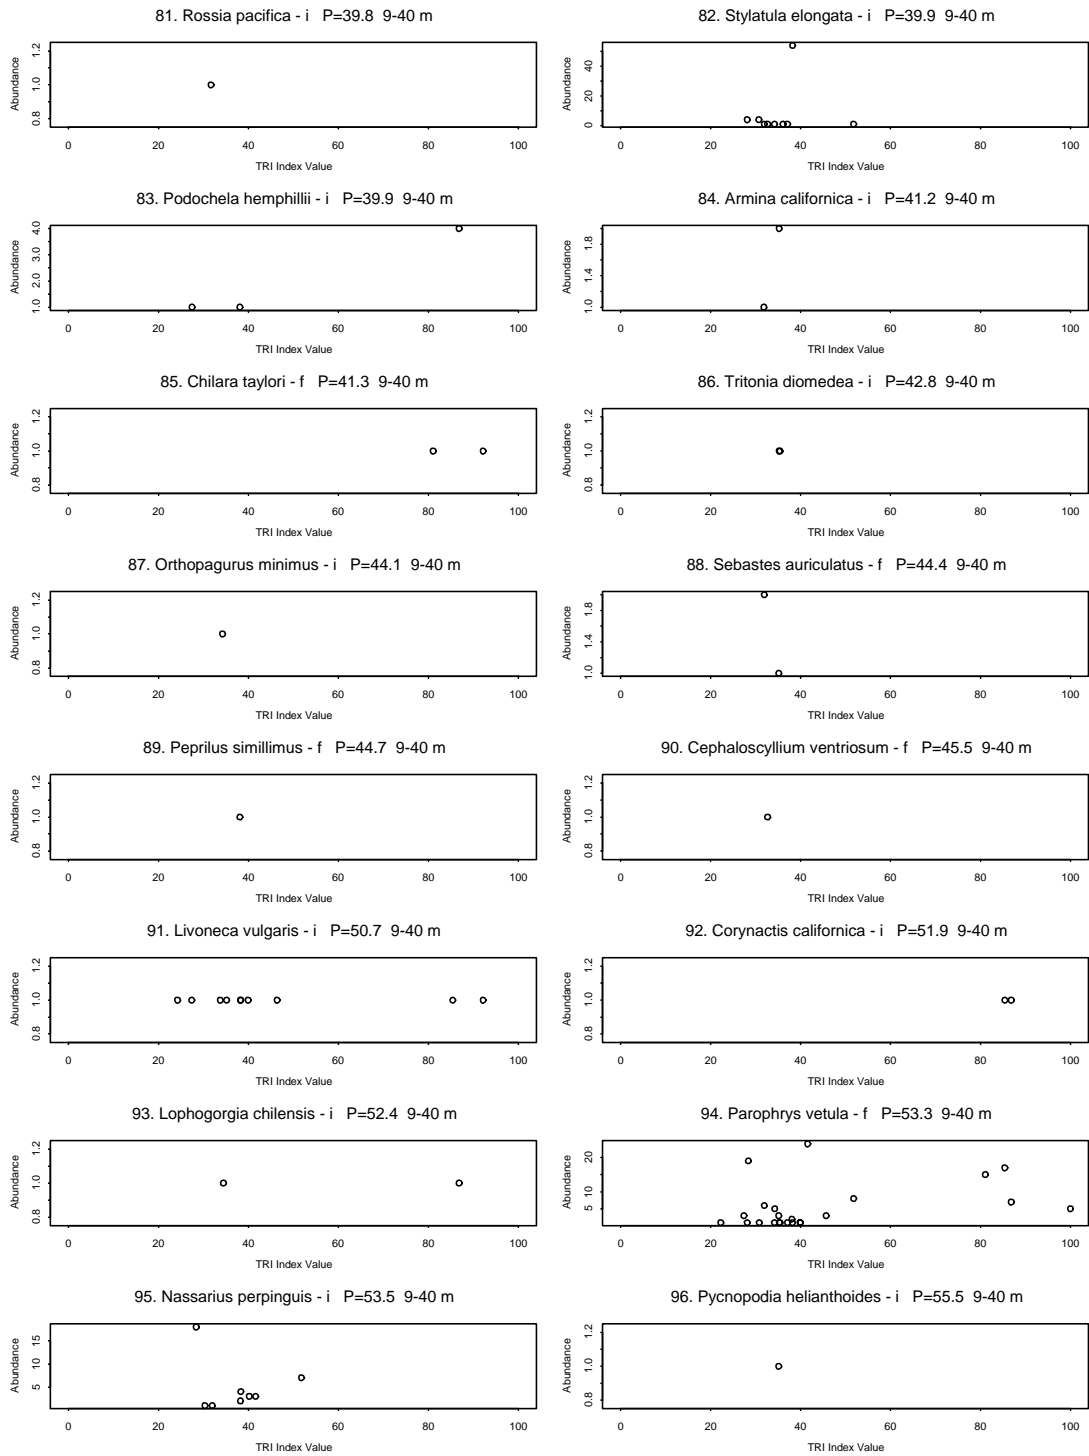 81. Rossia pacifica - i P=39.8 9-40 m
Abundance
0.8 1.0 1.2
0 20 40 60 80 100
TRI Index Value
82. Stylatula elongata - i P=39.9 9-40 m
Abundance
0 20 40
0 20 40 60 80 100
TRI Index Value
83. Podochela hemphillii - i P=39.9 9-40 m
Abundance
1.0 2.0 3.0 4.0
0 20 40 60 80 100
TRI Index Value
84. Armina californica - i P=41.2 9-40 m
Abundance
1.0 1.4 1.8
0 20 40 60 80 100
TRI Index Value
85. Chilara taylori - f P=41.3 9-40 m
Abundance
0.8 1.0 1.2
0 20 40 60 80 100
TRI Index Value
86. Tritonia diomedea - i P=42.8 9-40 m
Abundance
0.8 1.0 1.2
0 20 40 60 80 100
TRI Index Value
87. Orthopagurus minimus - i P=44.1 9-40 m
Abundance
0.8 1.0 1.2
0 20 40 60 80 100
TRI Index Value
88. Sebastes auriculatus - f P=44.4 9-40 m
Abundance
1.0 1.4 1.8
0 20 40 60 80 100
TRI Index Value
89. Peprilus simillimus - f P=44.7 9-40 m
Abundance
0.8 1.0 1.2
0 20 40 60 80 100
TRI Index Value
90. Cephaloscyllium ventriosum - f P=45.5 9-40 m
Abundance
0.8 1.0 1.2
0 20 40 60 80 100
TRI Index Value
91. Livoneca vulgaris - i P=50.7 9-40 m
Abundance
0.8 1.0 1.2
0 20 40 60 80 100
TRI Index Value
92. Corynactis californica - i P=51.9 9-40 m
Abundance
0.8 1.0 1.2
0 20 40 60 80 100
TRI Index Value
93. Lophogorgia chilensis - i P=52.4 9-40 m
Abundance
0.8 1.0 1.2
0 20 40 60 80 100
TRI Index Value
94. Parophrys vetula - f P=53.3 9-40 m
Abundance
5 10 20
0 20 40 60 80 100
TRI Index Value
95. Nassarius perpinguis - i P=53.5 9-40 m
Abundance
5 10 15
0 20 40 60 80 100
TRI Index Value
96. Pycnopodia helianthoides - i P=55.5 9-40 m
Abundance
0.8 1.0 1.2
0 20 40 60 80 100
TRI Index Value